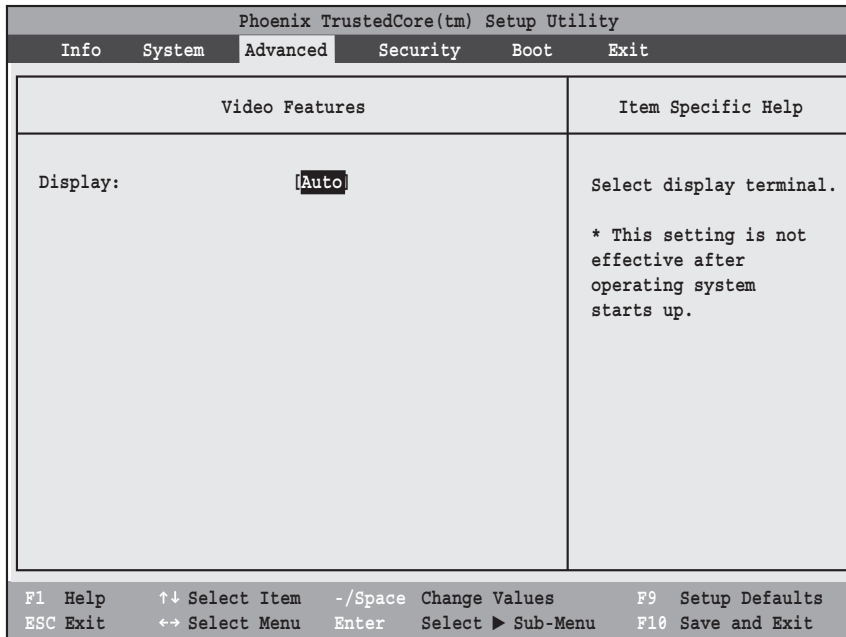 Phoenix TrustedCore(tm) Setup Utility
Info System Advanced Security Boot Exit
Video Features
Item Specific Help
Display: [Auto]
Select display terminal.
* This setting is not
effective after
operating system
starts up.
F1 Help ↑↓ Select Item -/Space Change Values F9 Setup Defaults
ESC Exit ←→ Select Menu Enter Select ▶ Sub-Menu F10 Save and Exit